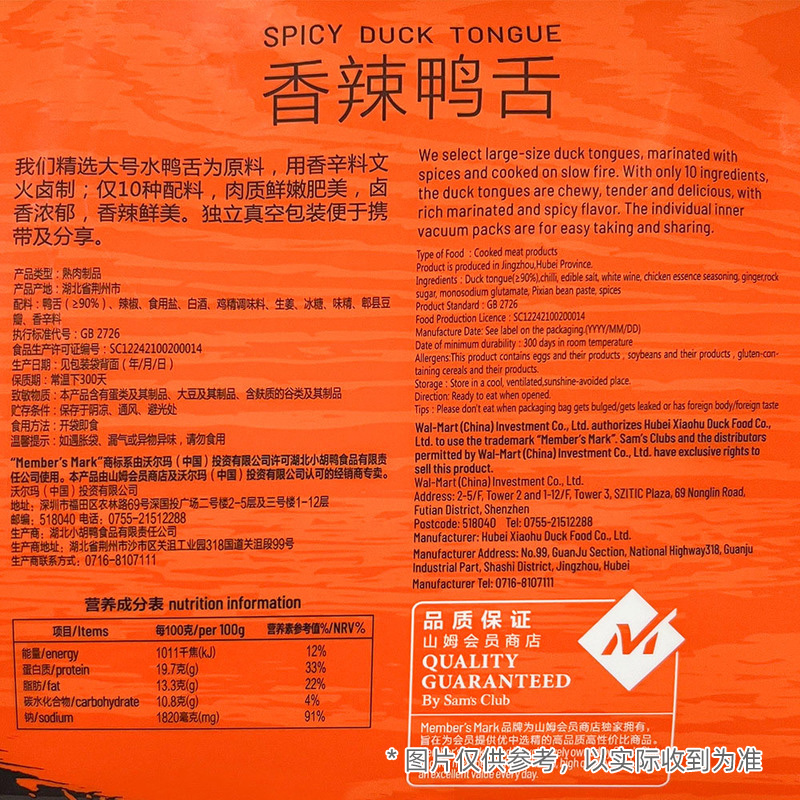 SPICY DUCK TONGUE
香辣鸭舌
我们精选大号水鸭舌为原料，用香辛料文
火卤制；仅10种配料，肉质鲜嫩肥美，卤
香浓郁，香辣鲜美。独立真空包装便于携
带及分享。
产品类型：熟肉制品
产品产地：湖北省荆州市
配料：鸭舌（≥90%）、辣椒、食用盐、白酒、鸡精调味料、生姜、冰糖、味精、郫县豆
瓣、香辛料
执行标准代号：GB 2726
食品生产许可证编号：SC12242100200014
生产日期：见包装袋背面（年/月/日）
保质期：常温下300天
致敏物质：本产品含有蛋类及其制品、大豆及其制品、含麸质的谷类及其制品
贮存条件：保存于阴凉、通风、避光处
食用方法：开袋即食
温馨提示：如遇胀袋、漏气或异物异味，请勿食用
“Member's Mark”商标系由沃尔玛（中国）投资有限公司许可湖北小胡鸭食品有限责
任公司使用。本产品由山姆会员商店及沃尔玛（中国）投资有限公司认可的经销商专卖。
沃尔玛（中国）投资有限公司
地址：深圳市福田区农林路69号深国投广场二号楼2-5层及三号楼1-12层
邮编：518040 电话：0755-21512288
生产商：湖北小胡鸭食品有限责任公司
生产商地址：湖北省荆州市沙市区关沮工业园318国道关沮段99号
生产商联系方式：0716-8107111
We select large-size duck tongues, marinated with
spices and cooked on slow fire. With only 10 ingredients,
the duck tongues are chewy, tender and delicious, with
rich marinated and spicy flavor. The individual inner
vacuum packs are for easy taking and sharing.
Type of Food : Cooked meat products
Product is produced in Jingzhou,Hubei Province.
Ingredients : Duck tongue(≥90%),chilli, edible salt, white wine, chicken essence seasoning, ginger,rock
sugar, monosodium glutamate, Pixian bean paste, spices
Product Standard : GB 2726
Food Production Licence : SC12242100200014
Manufacture Date: See label on the packaging.(YYYY/MM/DD)
Date of minimum durability : 300 days in room temperature
Allergens:This product contains eggs and their products , soybeans and their products , gluten-con-
taining cereals and their products.
Storage : Store in a cool, ventilated,sunshine-avoided place.
Direction: Ready to eat when opened.
Tips : Please don't eat when packaging bag gets bulged/gets leaked or has foreign body/foreign taste
Wal-Mart (China) Investment Co., Ltd. authorizes Hubei Xiaohu Duck Food Co.,
Ltd. to use the trademark “Member's Mark”. Sam's Clubs and the distributors
permitted by Wal-Mart (China) Investment Co., Ltd. have exclusive rights to
sell this product.
Wal-Mart (China) Investment Co., Ltd.
Address: 2-5/F, Tower 2 and 1-12/F, Tower 3, SZITIC Plaza, 69 Nonglin Road,
Futian District, Shenzhen
Postcode: 518040 Tel: 0755-21512288
Manufacturer: Hubei Xiaohu Duck Food Co., Ltd.
Manufacturer Address: No.99, GuanJu Section, National Highway318, Guanju
Industrial Part, Shashi District, Jingzhou, Hubei
Manufacturer Tel: 0716-8107111
营养成分表 nutrition information
项目/Items 每100克/per 100g 营养素参考值%/NRV%
能量/energy 1011千焦(kJ) 12%
蛋白质/protein 19.7克(g) 33%
脂肪/fat 13.3克(g) 22%
碳水化合物/carbohydrate 10.8克(g) 4%
钠/sodium 1820毫克(mg) 91%
品质保证
山姆会员商店
QUALITY
GUARANTEED
By Sam's Club
Member's Mark 品牌为山姆会员商店独家拥有，
旨在为会员提供优中选精的高品质高性价比商品。
*图片仅供参考，以实际收到为准
an excellent value every day.